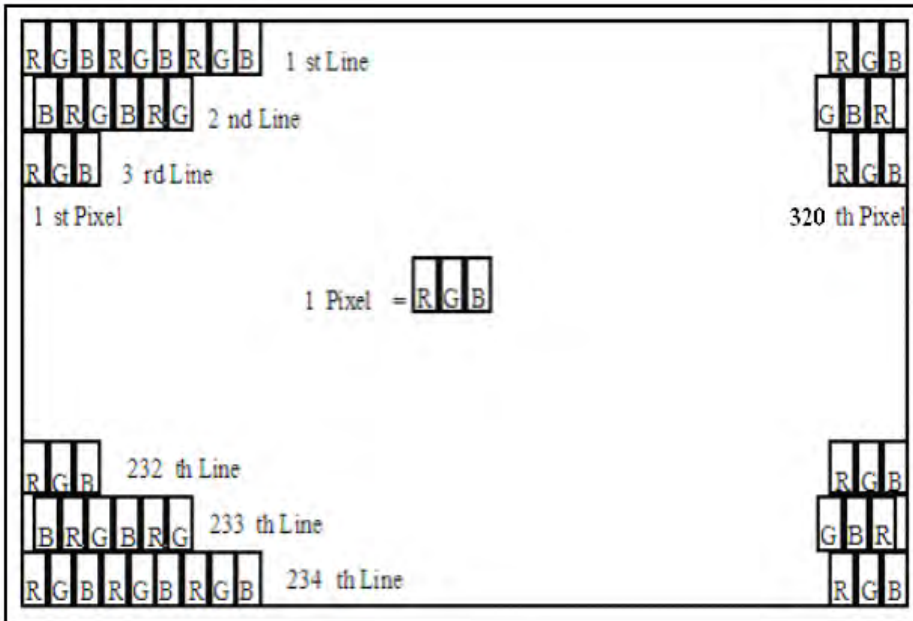 R G B R G B R G B 1 st Line R G B
B R G B R G 2 nd Line G B R
R G B 3 rd Line R G B
1 st Pixel 320 th Pixel
1 Pixel = R G B
R G B 232 th Line R G B
B R G B R G 233 th Line G B R
R G B R G B R G B 234 th Line R G B